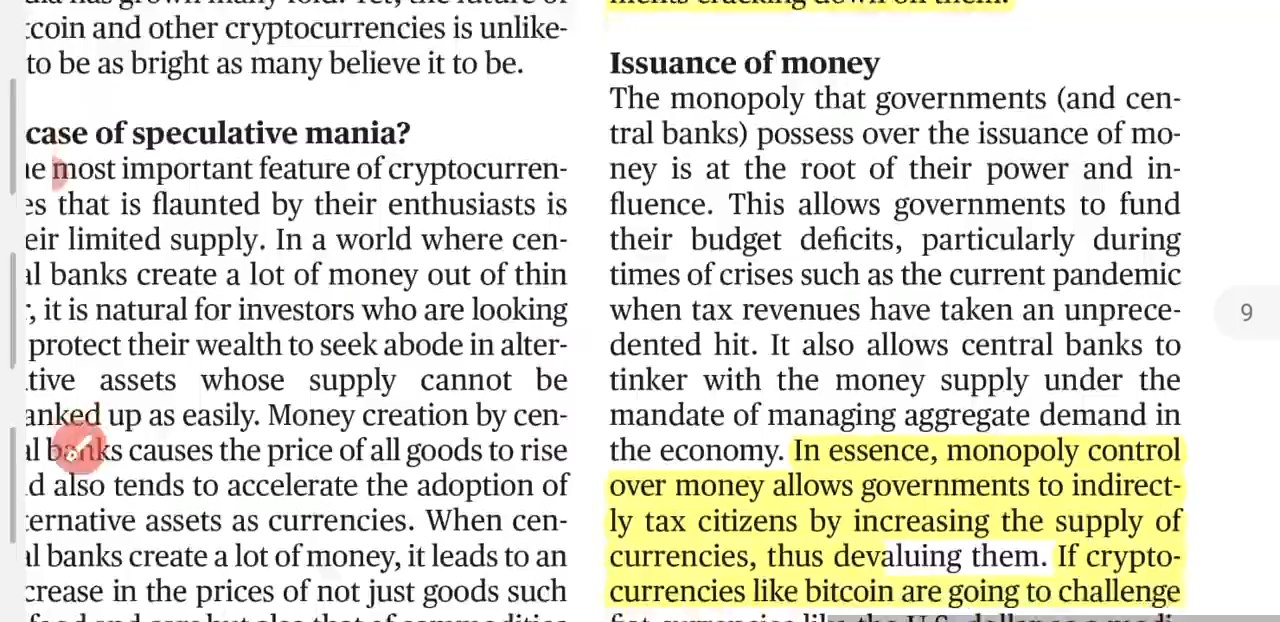 tcoin and other cryptocurrencies is unlike-
to be as bright as many believe it to be.
case of speculative mania?
most important feature of cryptocurren-
es that is flaunted by their enthusiasts is
eir limited supply. In a world where cen-
al banks create a lot of money out of thin
, it is natural for investors who are looking
protect their wealth to seek abode in alter-
tive assets whose supply cannot be
anked up as easily. Money creation by cen-
al banks causes the price of all goods to rise
d also tends to accelerate the adoption of
ternative assets as currencies. When cen-
al banks create a lot of money, it leads to an
crease in the prices of not just goods such
ments cracking down on them.
Issuance of money
The monopoly that governments (and cen-
tral banks) possess over the issuance of mo-
ney is at the root of their power and in-
fluence. This allows governments to fund
their budget deficits, particularly during
times of crises such as the current pandemic
when tax revenues have taken an unprece-
dented hit. It also allows central banks to
tinker with the money supply under the
mandate of managing aggregate demand in
the economy. In essence, monopoly control
over money allows governments to indirect-
ly tax citizens by increasing the supply of
currencies, thus devaluing them. If crypto-
currencies like bitcoin are going to challenge
9